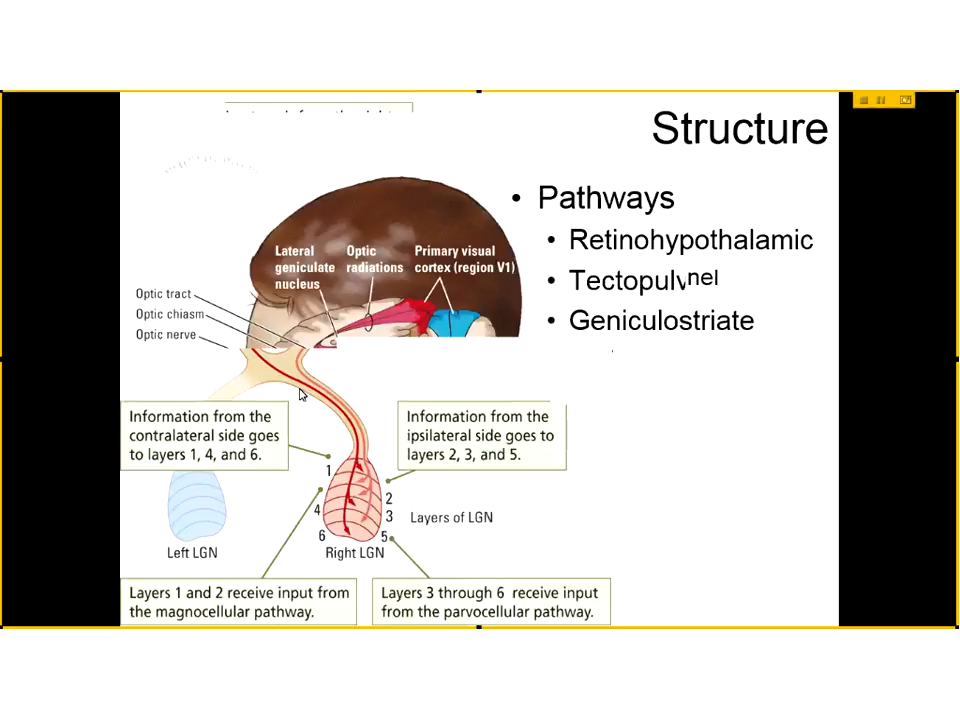 Structure
• Pathways
• Retinohypothalamic
• Tectopulvnel
• Geniculostriate
Lateral
geniculate
nucleus
Optic
radiations
Primary visual
cortex (region V1)
Optic tract
Optic chiasm
Optic nerve
Information from the
contralateral side goes
to layers 1, 4, and 6.
Information from the
ipsilateral side goes to
layers 2, 3, and 5.
1
4
6
2
3
5
Layers of LGN
Left LGN
Right LGN
Layers 1 and 2 receive input from
the magnocellular pathway.
Layers 3 through 6 receive input
from the parvocellular pathway.